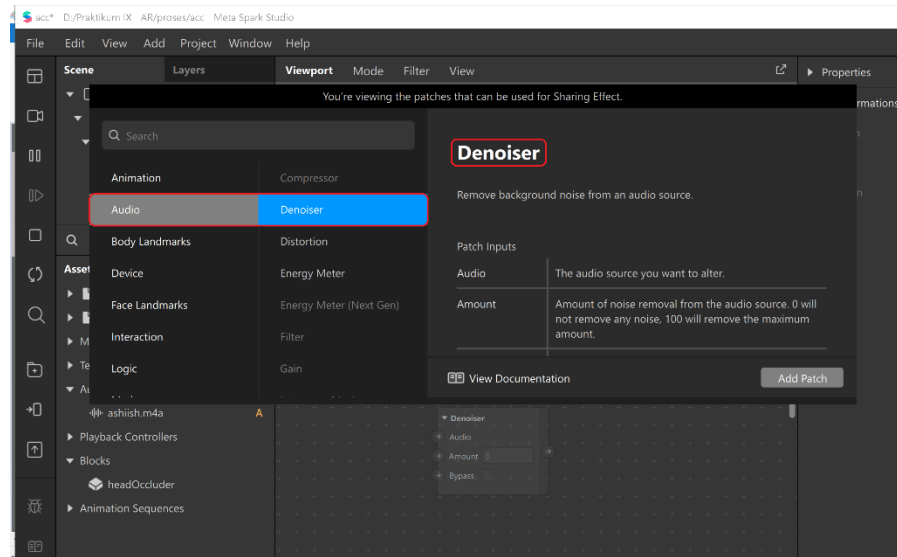 acc* D:/Praktikum IX AR/proses/acc Meta Spark Studio
File Edit View Add Project Window Help
Scene Layers Viewport Mode Filter View Properties
You're viewing the patches that can be used for Sharing Effect.
Search
Animation Compressor
Audio Denoiser
Body Landmarks Distortion
Device Energy Meter
Face Landmarks Energy Meter (Next Gen)
Interaction Filter
Logic Gain
Denoiser
Remove background noise from an audio source.
Patch Inputs
Audio The audio source you want to alter.
Amount Amount of noise removal from the audio source. 0 will
not remove any noise, 100 will remove the maximum
amount.
View Documentation Add Patch
rmations
Asset
M
Te
Au
ashiish.m4a A
Playback Controllers
Blocks
headOccluder
Animation Sequences
Denoiser
Audio
Amount 0
Bypass